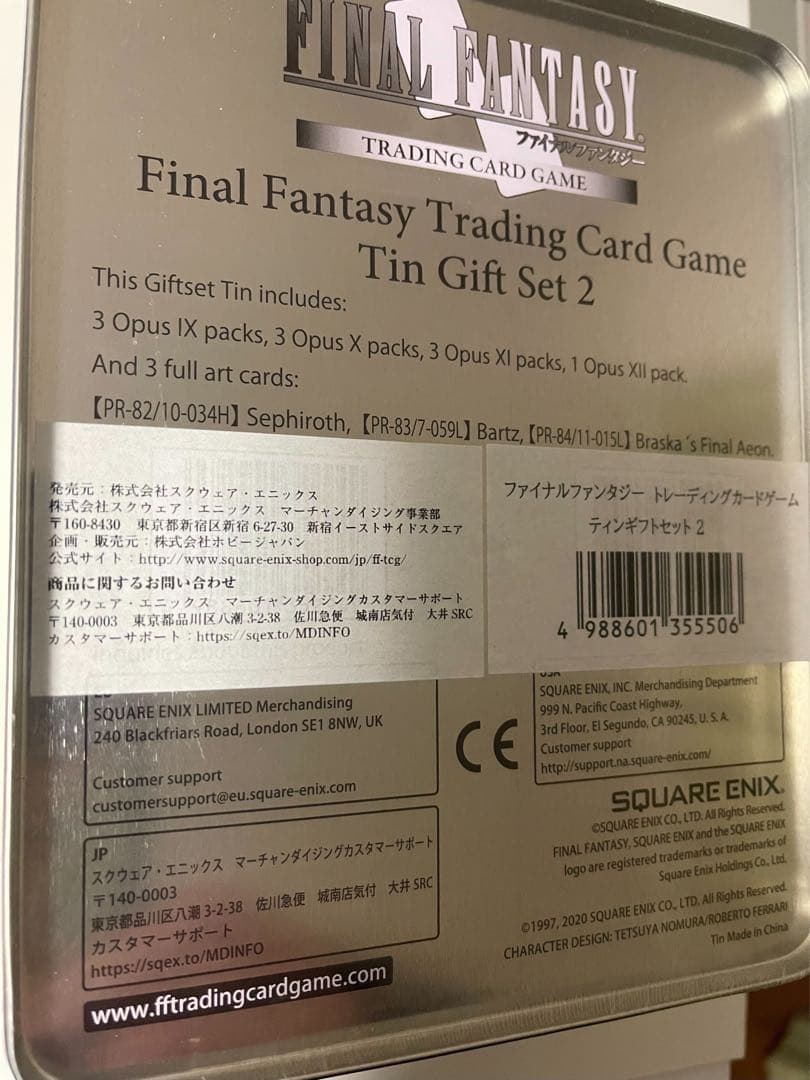 FINAL FANTASY®
ファイナルファンタジー
TRADING CARD GAME
Final Fantasy Trading Card Game
Tin Gift Set 2
This Giftset Tin includes:
3 Opus IX packs, 3 Opus X packs, 3 Opus XI packs, 1 Opus XII pack.
And 3 full art cards:
【PR-82/10-034H】 Sephiroth, 【PR-83/7-059L】 Bartz, 【PR-84/11-015L】 Braska´s Final Aeon.
発売元：株式会社スクウェア・エニックス
株式会社スクウェア・エニックス　マーチャンダイジング事業部
〒160-8430　東京都新宿区新宿 6-27-30　新宿イーストサイドスクエア
企画・販売元：株式会社ホビージャパン
公式サイト：http://www.square-enix-shop.com/jp/ff-tcg/
商品に関するお問い合わせ
スクウェア・エニックス　マーチャンダイジングカスタマーサポート
〒140-0003　東京都品川区八潮 3-2-38　佐川急便　城南店気付　大井 SRC
カスタマーサポート：https://sqex.to/MDINFO
ファイナルファンタジー　トレーディングカードゲーム
ティンギフトセット 2
4 988601 355506
SQUARE ENIX LIMITED Merchandising
240 Blackfriars Road, London SE1 8NW, UK
Customer support
customersupport@eu.square-enix.com
CE
USA
SQUARE ENIX, INC. Merchandising Department
999 N. Pacific Coast Highway,
3rd Floor, El Segundo, CA 90245, U. S. A.
Customer support
http://support.na.square-enix.com/
JP
スクウェア・エニックス　マーチャンダイジングカスタマーサポート
〒140-0003
東京都品川区八潮 3-2-38　佐川急便　城南店気付　大井 SRC
カスタマーサポート
https://sqex.to/MDINFO
www.fftradingcardgame.com
SQUARE ENIX®
©SQUARE ENIX CO., LTD. All Rights Reserved.
FINAL FANTASY, SQUARE ENIX and the SQUARE ENIX
logo are registered trademarks or trademarks of
Square Enix Holdings Co., Ltd.
©1997, 2020 SQUARE ENIX CO., LTD. All Rights Reserved.
CHARACTER DESIGN: TETSUYA NOMURA/ROBERTO FERRARI
Tin Made in China